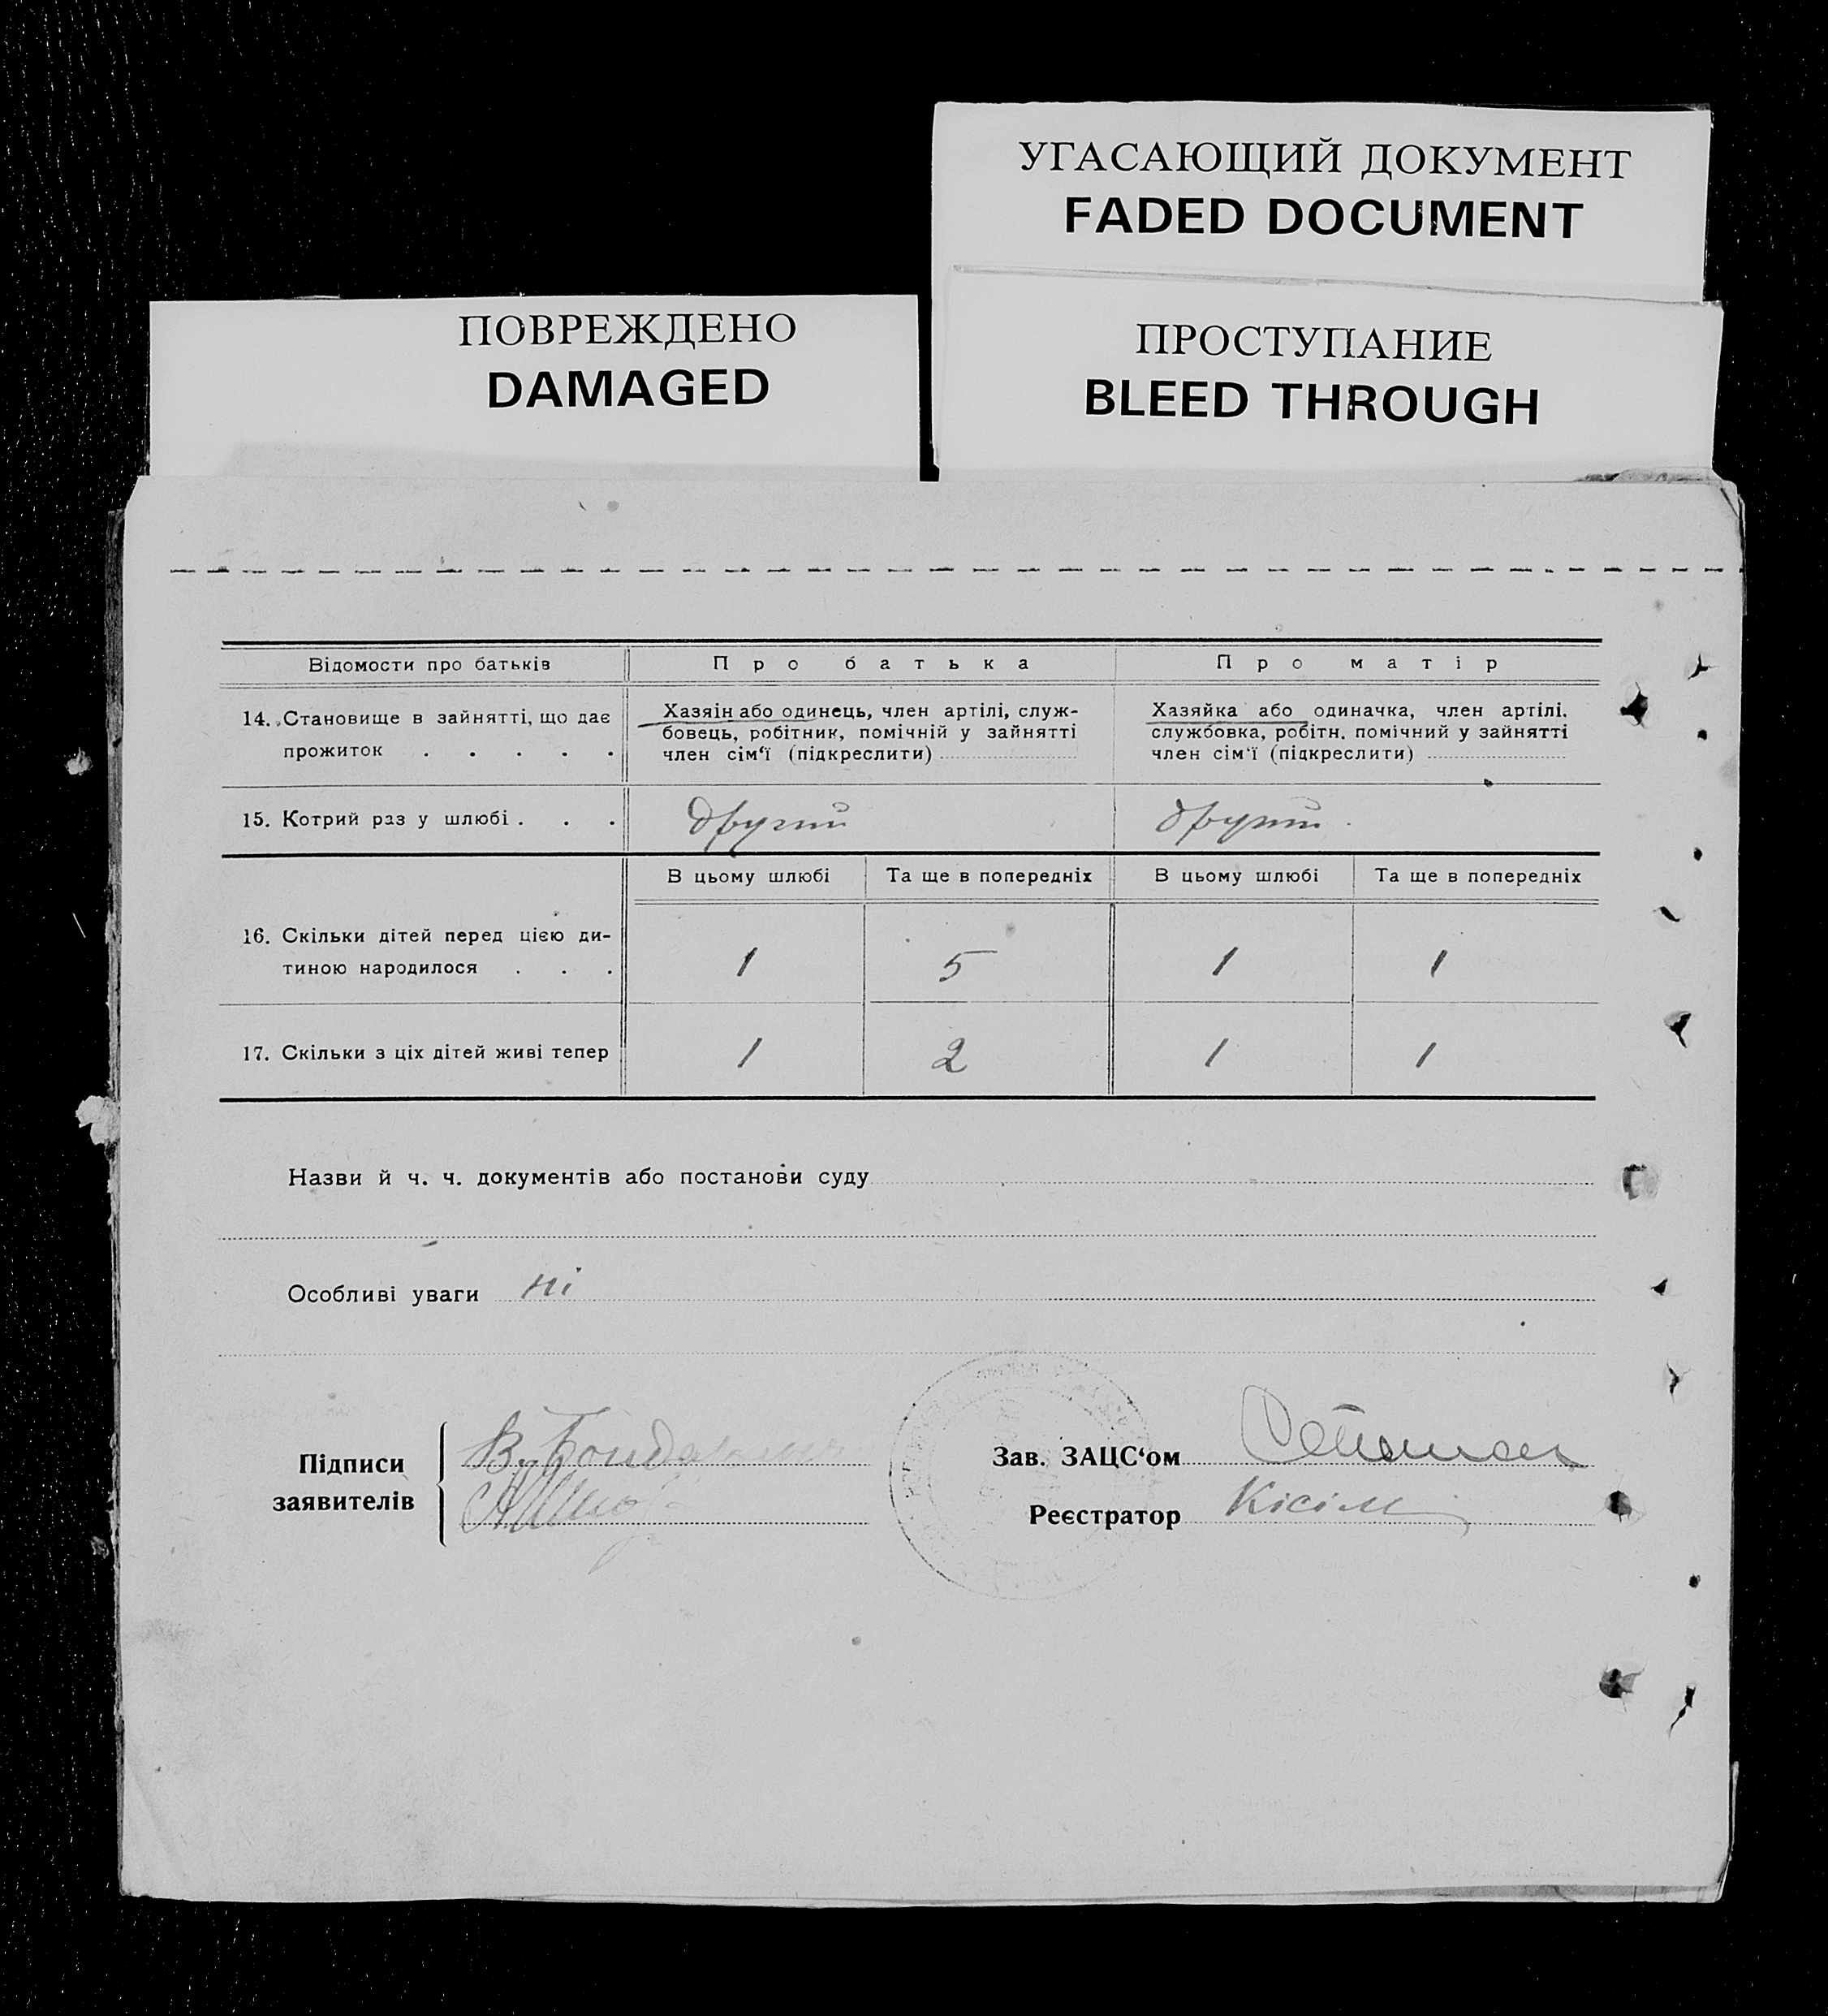 УГАСАЮЩИЙ ДОКУМЕНТ
FADED DOCUMENT
ПОВРЕЖДЕНО
DAMAGED
ПРОСТУПАНИЕ
BLEED THROUGH
Відомости про батьків Про батька Про матір
14. Становище в зайнятті, що дає
прожиток . . . . .
Хазяін або одинець, член артілі, служ-
бовець, робітник, помічній у зайнятті
член сім‘ї (підкреслити)
Хазяйка або одиначка, член артілі.
службовка, робітн. помічний у зайнятті
член сім‘ї (підкреслити)
15. Котрий раз у шлюбі . . . другий другий
В цьому шлюбі Та ще в попередніх В цьому шлюбі Та ще в попередніх
16. Скільки дітей перед цією ди-
тиною народилося . . . 1 5 1 1
17. Скільки з ціх дітей живі тепер 1 2 1 1
Назви й ч. ч. документів або постанови суду
Особливі уваги ні
Підписи
заявителів
В.
Зав. ЗАЦС‘ом
Реєстратор